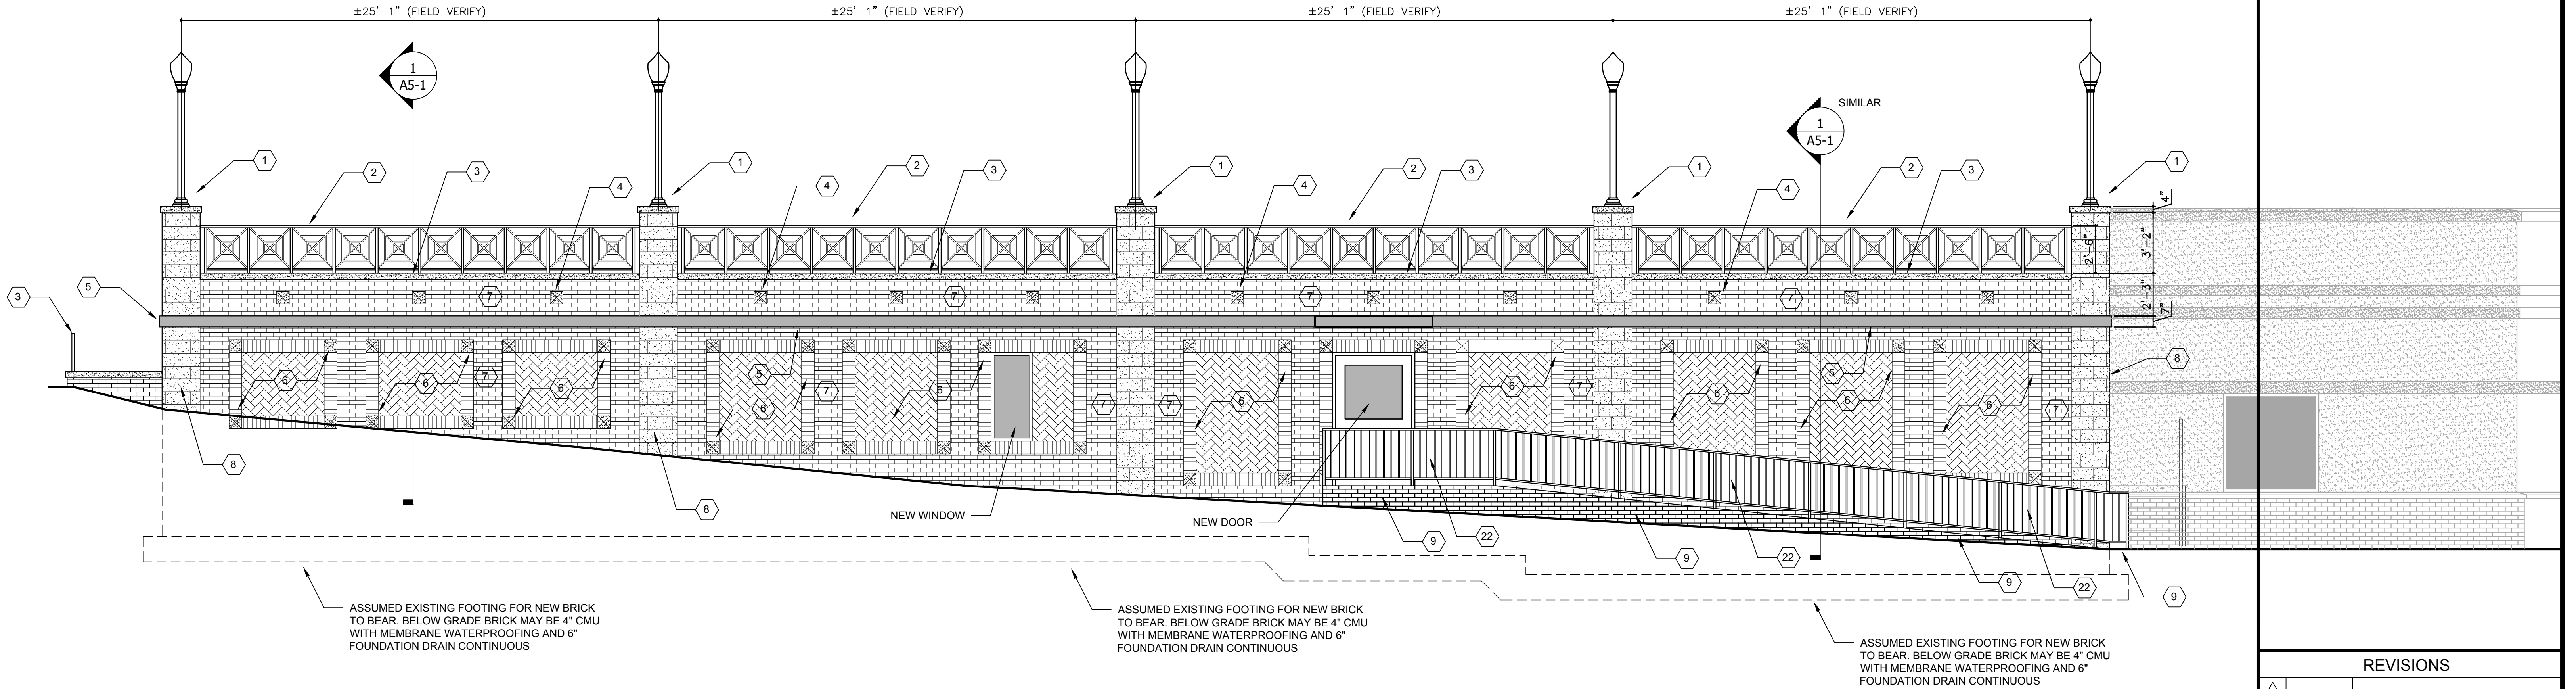 ±25'-1" (FIELD VERIFY)
±25'-1" (FIELD VERIFY)
±25'-1" (FIELD VERIFY)
±25'-1" (FIELD VERIFY)
1
A5-1
SIMILAR
1
A5-1
1
2
3
4
1
4
2
3
1
4
2
3
1
4
2
3
1
4"
2'-6"
3'-2"
2'-3"
7"
3
5
7
7
7
7
6
6
7
6
6
5
7
6
7
7
6
6
7
6
5
6
6
7
8
8
8
NEW WINDOW
NEW DOOR
9
22
9
22
9
22
9
ASSUMED EXISTING FOOTING FOR NEW BRICK
TO BEAR. BELOW GRADE BRICK MAY BE 4" CMU
WITH MEMBRANE WATERPROOFING AND 6"
FOUNDATION DRAIN CONTINUOUS
ASSUMED EXISTING FOOTING FOR NEW BRICK
TO BEAR. BELOW GRADE BRICK MAY BE 4" CMU
WITH MEMBRANE WATERPROOFING AND 6"
FOUNDATION DRAIN CONTINUOUS
ASSUMED EXISTING FOOTING FOR NEW BRICK
TO BEAR. BELOW GRADE BRICK MAY BE 4" CMU
WITH MEMBRANE WATERPROOFING AND 6"
FOUNDATION DRAIN CONTINUOUS
REVISIONS